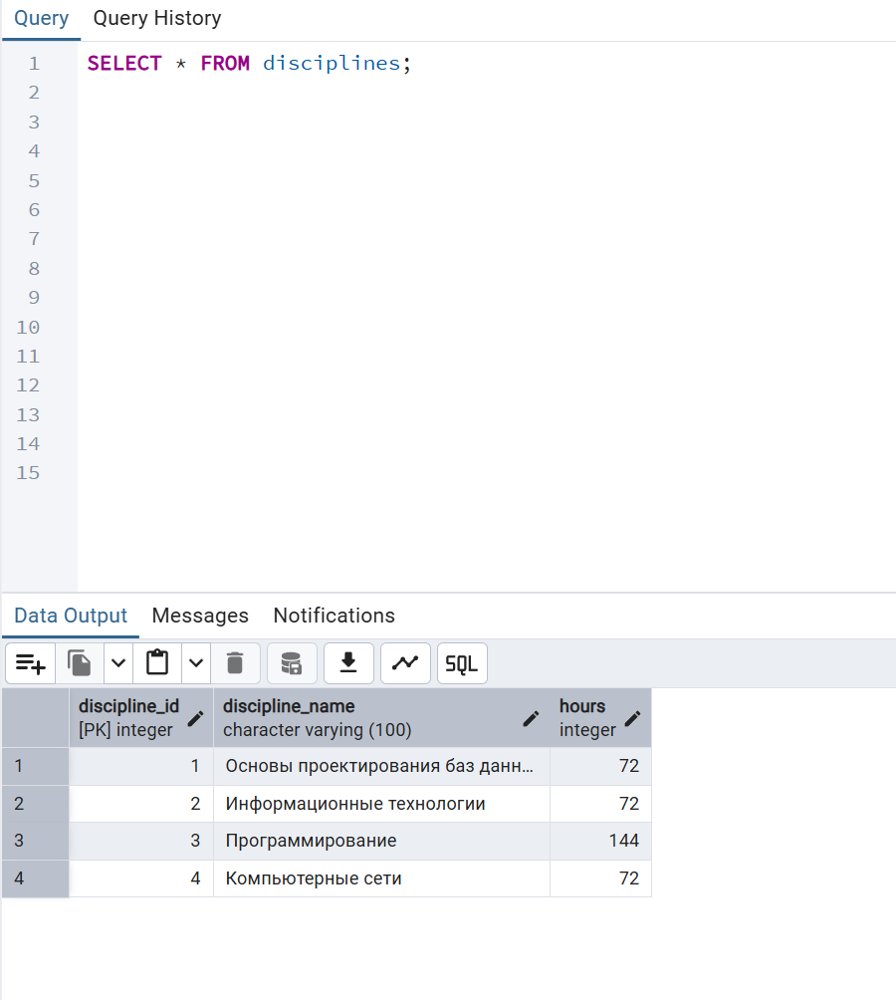 Query Query History
1 SELECT * FROM disciplines;
2
3
4
5
6
7
8
9
10
11
12
13
14
15
Data Output Messages Notifications
SQL
discipline_id discipline_name hours
[PK] integer character varying (100) integer
1 1 Основы проектирования баз данн... 72
2 2 Информационные технологии 72
3 3 Программирование 144
4 4 Компьютерные сети 72